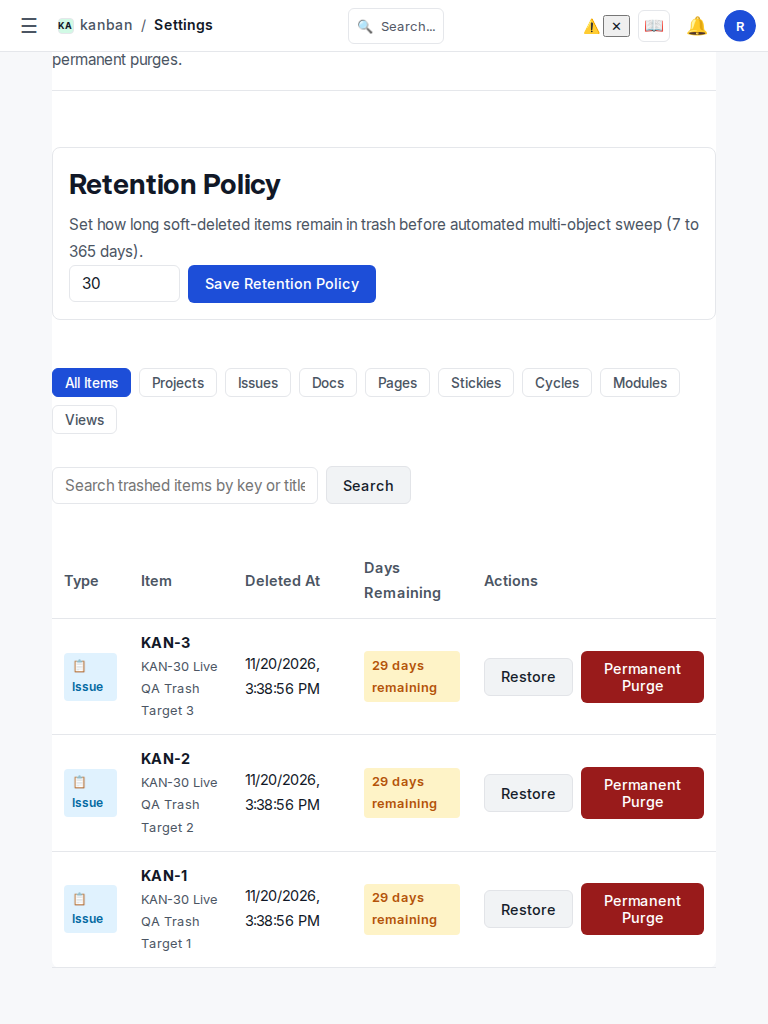 KA kanban / Settings
Search...
R
permanent purges.
Retention Policy
Set how long soft-deleted items remain in trash before automated multi-object sweep (7 to
365 days).
30
Save Retention Policy
All Items
Projects
Issues
Docs
Pages
Stickies
Cycles
Modules
Views
Search trashed items by key or title
Search
Type
Item
Deleted At
Days
Remaining
Actions
Issue
KAN-3
KAN-30 Live
QA Trash
Target 3
11/20/2026,
3:38:56 PM
29 days
remaining
Restore
Permanent
Purge
Issue
KAN-2
KAN-30 Live
QA Trash
Target 2
11/20/2026,
3:38:56 PM
29 days
remaining
Restore
Permanent
Purge
Issue
KAN-1
KAN-30 Live
QA Trash
Target 1
11/20/2026,
3:38:56 PM
29 days
remaining
Restore
Permanent
Purge